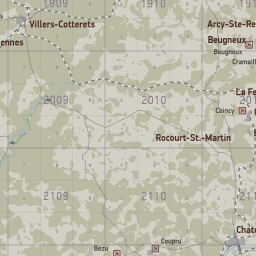 1909
1910
Villers-Cotterets
Arcy-Ste-Re
ennes
Beugneux
Beugneux
Cramaill
La Fe
2009
2010
Coincy
Rocourt-St.-Martin
2109
2110
Coupru
Bezu
Chate